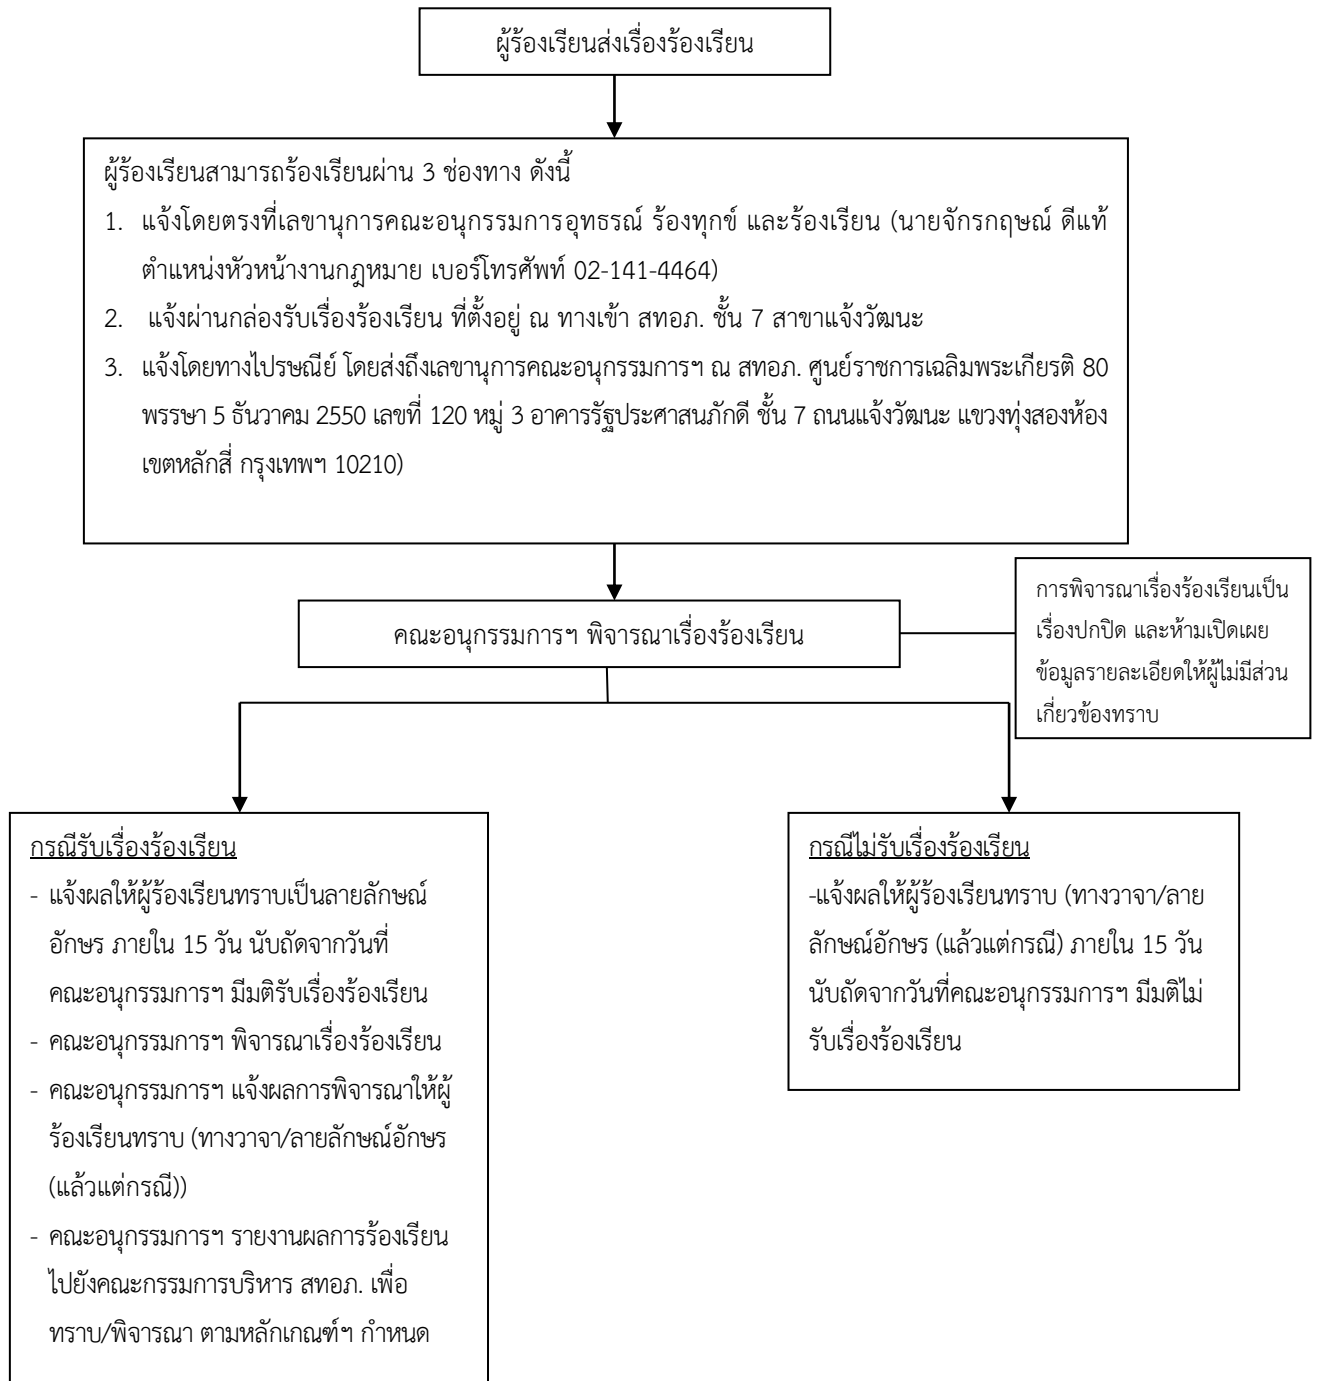 ผู้ร้องเรียนส่งเรื่องร้องเรียน
ผู้ร้องเรียนสามารถร้องเรียนผ่าน 3 ช่องทาง ดังนี้
1. แจ้งโดยตรงที่เลขานุการคณะอนุกรรมการอุทธรณ์ ร้องทุกข์ และร้องเรียน (นายจักรกฤษณ์ ดีแท้
ตำแหน่งหัวหน้างานกฎหมาย เบอร์โทรศัพท์ 02-141-4464)
2. แจ้งผ่านกล่องรับเรื่องร้องเรียน ที่ตั้งอยู่ ณ ทางเข้า สทอภ. ชั้น 7 สาขาแจ้งวัฒนะ
3. แจ้งโดยทางไปรษณีย์ โดยส่งถึงเลขานุการคณะอนุกรรมการฯ ณ สทอภ. ศูนย์ราชการเฉลิมพระเกียรติ 80
พรรษา 5 ธันวาคม 2550 เลขที่ 120 หมู่ 3 อาคารรัฐประศาสนภักดี ชั้น 7 ถนนแจ้งวัฒนะ แขวงทุ่งสองห้อง
เขตหลักสี่ กรุงเทพฯ 10210)
คณะอนุกรรมการฯ พิจารณาเรื่องร้องเรียน
การพิจารณาเรื่องร้องเรียนเป็น
เรื่องปกปิด และห้ามเปิดเผย
ข้อมูลรายละเอียดให้ผู้ไม่มีส่วน
เกี่ยวข้องทราบ
กรณีรับเรื่องร้องเรียน
- แจ้งผลให้ผู้ร้องเรียนทราบเป็นลายลักษณ์
อักษร ภายใน 15 วัน นับถัดจากวันที่
คณะอนุกรรมการฯ มีมติรับเรื่องร้องเรียน
- คณะอนุกรรมการฯ พิจารณาเรื่องร้องเรียน
- คณะอนุกรรมการฯ แจ้งผลการพิจารณาให้ผู้
ร้องเรียนทราบ (ทางวาจา/ลายลักษณ์อักษร
(แล้วแต่กรณี))
- คณะอนุกรรมการฯ รายงานผลการร้องเรียน
ไปยังคณะกรรมการบริหาร สทอภ. เพื่อ
ทราบ/พิจารณา ตามหลักเกณฑ์ฯ กำหนด
กรณีไม่รับเรื่องร้องเรียน
-แจ้งผลให้ผู้ร้องเรียนทราบ (ทางวาจา/ลาย
ลักษณ์อักษร (แล้วแต่กรณี) ภายใน 15 วัน
นับถัดจากวันที่คณะอนุกรรมการฯ มีมติไม่
รับเรื่องร้องเรียน